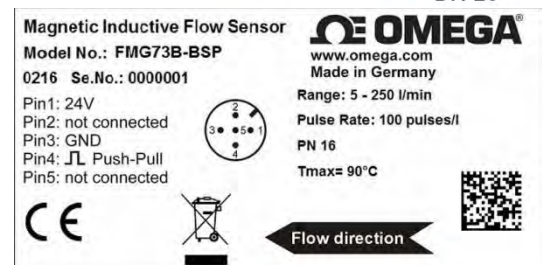 Magnetic Inductive Flow Sensor
Model No.: FMG73B-BSP
0216 Se.No.: 0000001
Pin1: 24V
Pin2: not connected
Pin3: GND
Pin4: Push-Pull
Pin5: not connected
2
3 5 1
4
CE
Ω OMEGA®
www.omega.com
Made in Germany
Range: 5 - 250 l/min
Pulse Rate: 100 pulses/l
PN 16
Tmax= 90°C
Flow direction